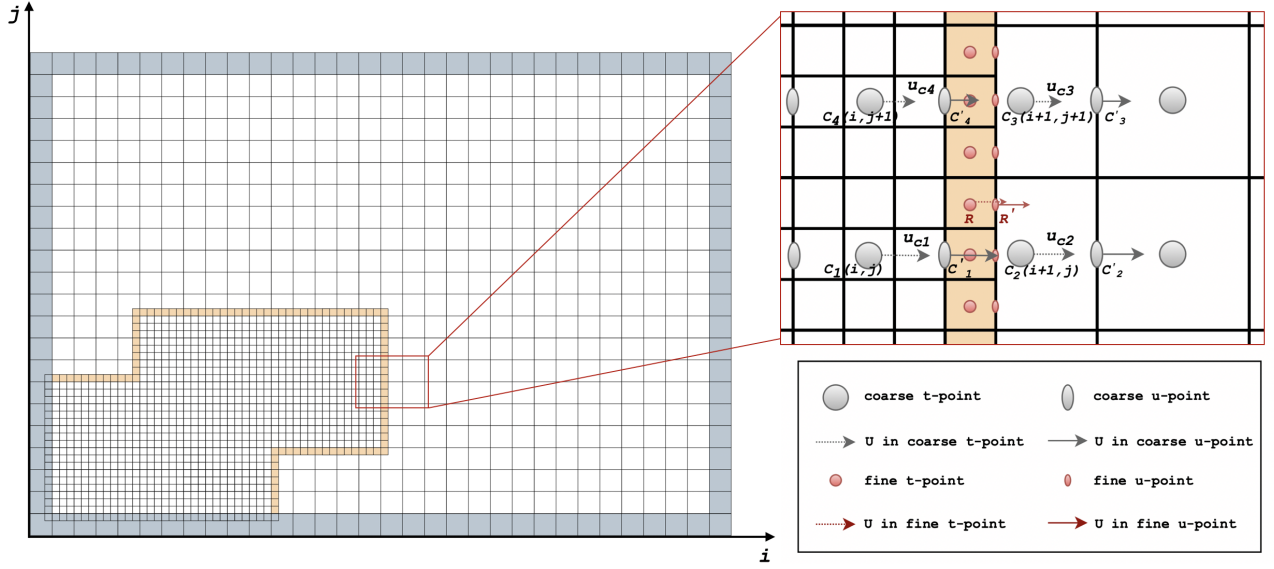 j
i
u_c4
u_c3
C_4(i,j+1)
C'_4
C_3(i+1,j+1)
C'_3
R
R'
u_c1
u_c2
C_1(i,j)
C'_1
C_2(i+1,j)
C'_2
coarse t-point
coarse u-point
U in coarse t-point
U in coarse u-point
fine t-point
fine u-point
U in fine t-point
U in fine u-point